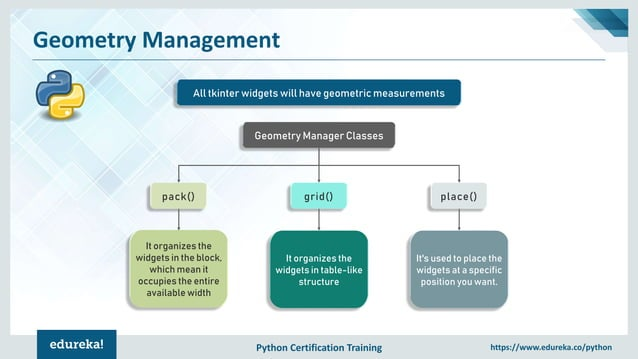 Geometry Management
All tkinter widgets will have geometric measurements
Geometry Manager Classes
pack()
grid()
place()
It organizes the
widgets in the block,
which mean it
occupies the entire
available width
It organizes the
widgets in table-like
structure
It's used to place the
widgets at a specific
position you want.
edureka!
Python Certification Training
https://www.edureka.co/python